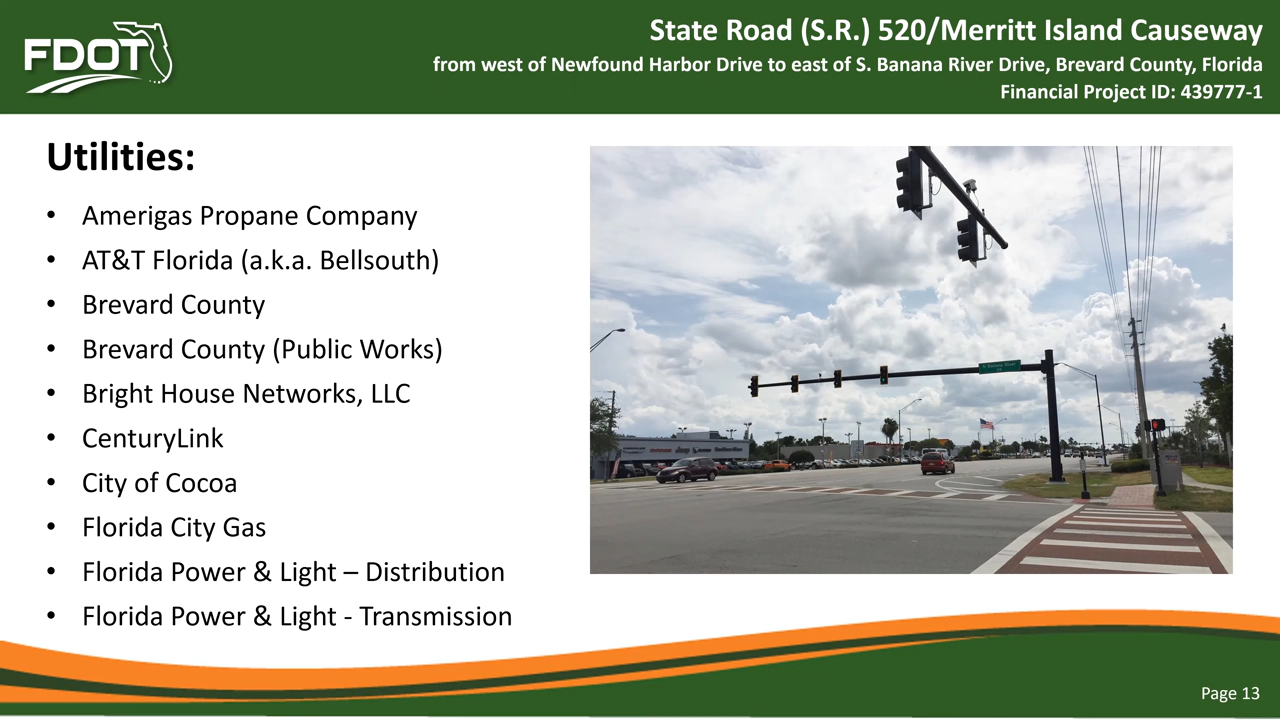 FDOT
State Road (S.R.) 520/Merritt Island Causeway
from west of Newfound Harbor Drive to east of S. Banana River Drive, Brevard County, Florida
Financial Project ID: 439777-1
Utilities:
• Amerigas Propane Company
• AT&T Florida (a.k.a. Bellsouth)
• Brevard County
• Brevard County (Public Works)
• Bright House Networks, LLC
• CenturyLink
• City of Cocoa
• Florida City Gas
• Florida Power & Light – Distribution
• Florida Power & Light - Transmission
Page 13